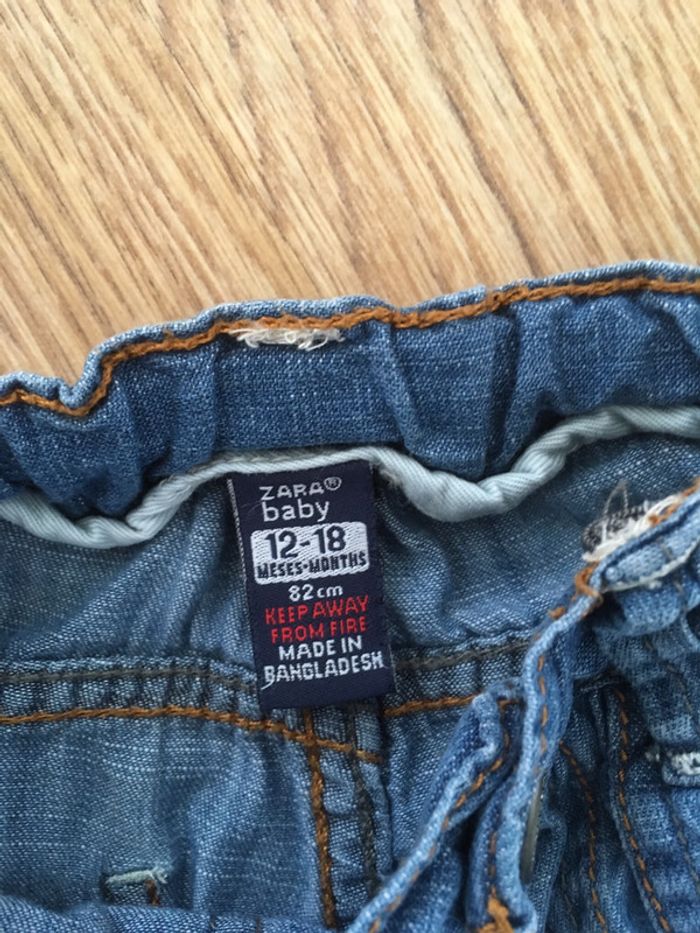 ZARA®
baby
12-18
MESES-MONTHS
82cm
KEEP AWAY
FROM FIRE
MADE IN
BANGLADESH